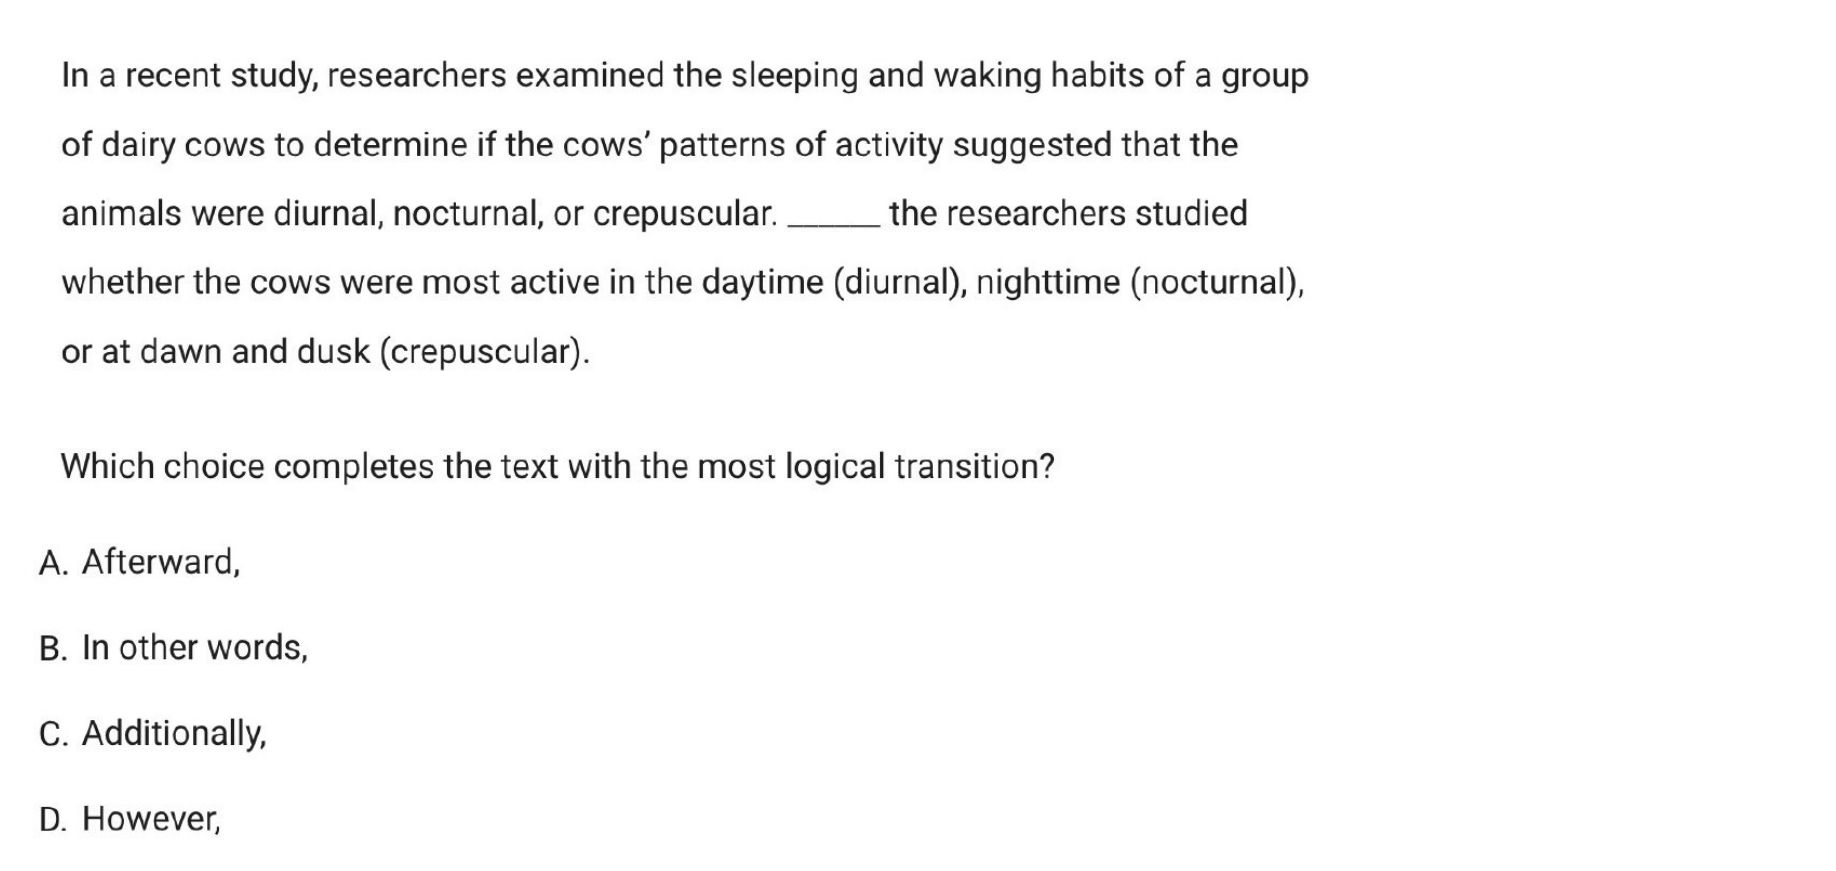 In a recent study, researchers examined the sleeping and waking habits of a group
of dairy cows to determine if the cows’ patterns of activity suggested that the
animals were diurnal, nocturnal, or crepuscular. ______ the researchers studied
whether the cows were most active in the daytime (diurnal), nighttime (nocturnal),
or at dawn and dusk (crepuscular).
Which choice completes the text with the most logical transition?
A. Afterward,
B. In other words,
C. Additionally,
D. However,